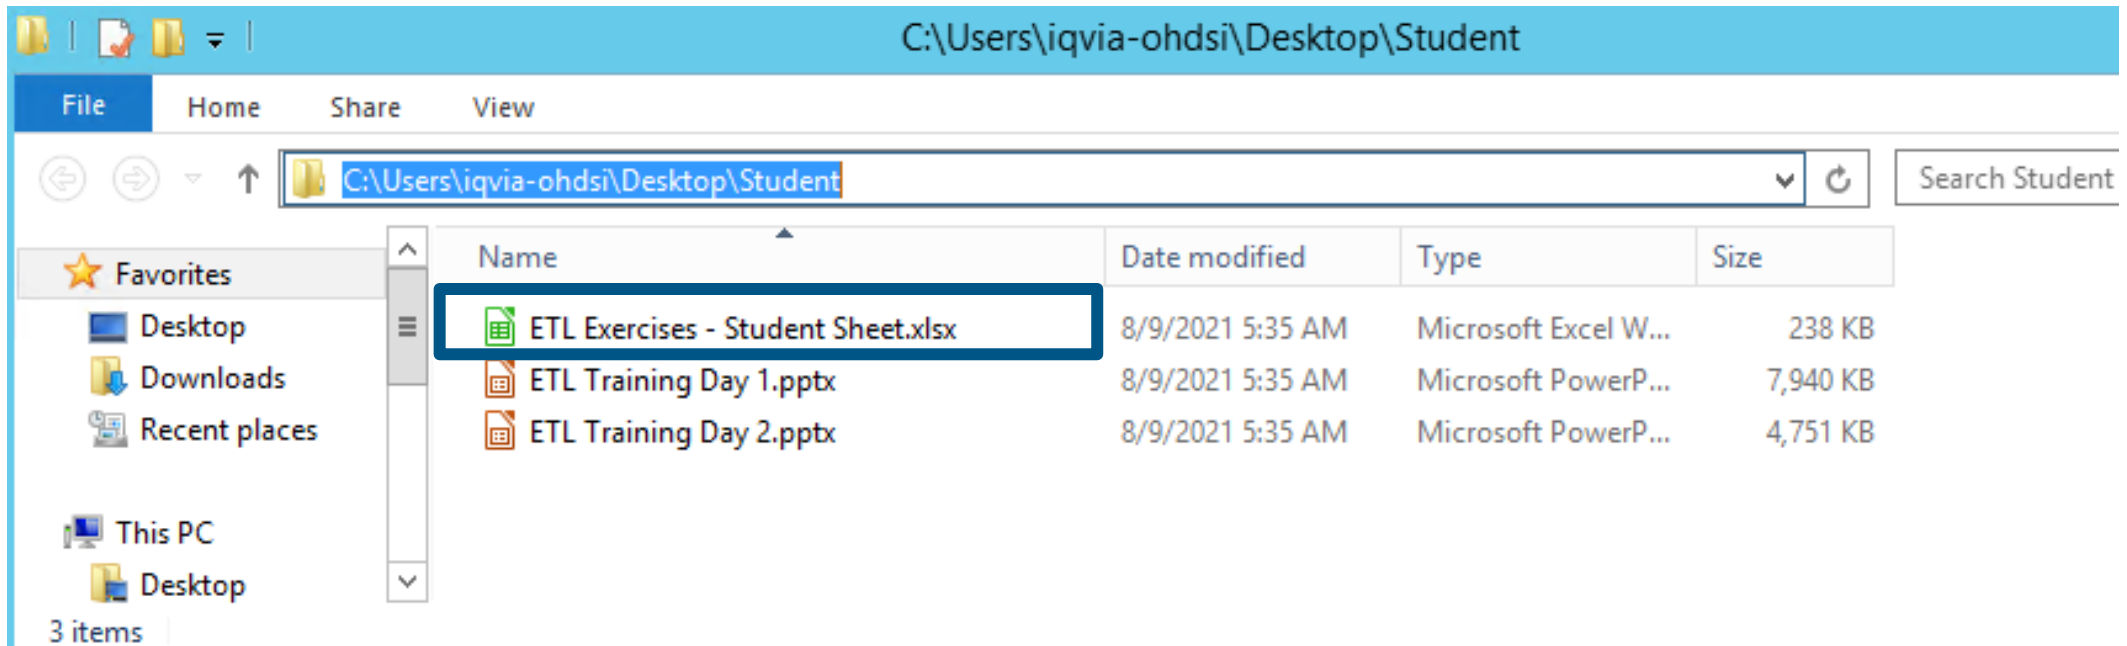 C:\Users\iqvia-ohdsi\Desktop\Student
File Home Share View
C:\Users\iqvia-ohdsi\Desktop\Student Search Student
Name Date modified Type Size
Favorites
Desktop ETL Exercises - Student Sheet.xlsx 8/9/2021 5:35 AM Microsoft Excel W... 238 KB
Downloads ETL Training Day 1.pptx 8/9/2021 5:35 AM Microsoft PowerP... 7,940 KB
Recent places ETL Training Day 2.pptx 8/9/2021 5:35 AM Microsoft PowerP... 4,751 KB
This PC
Desktop
3 items